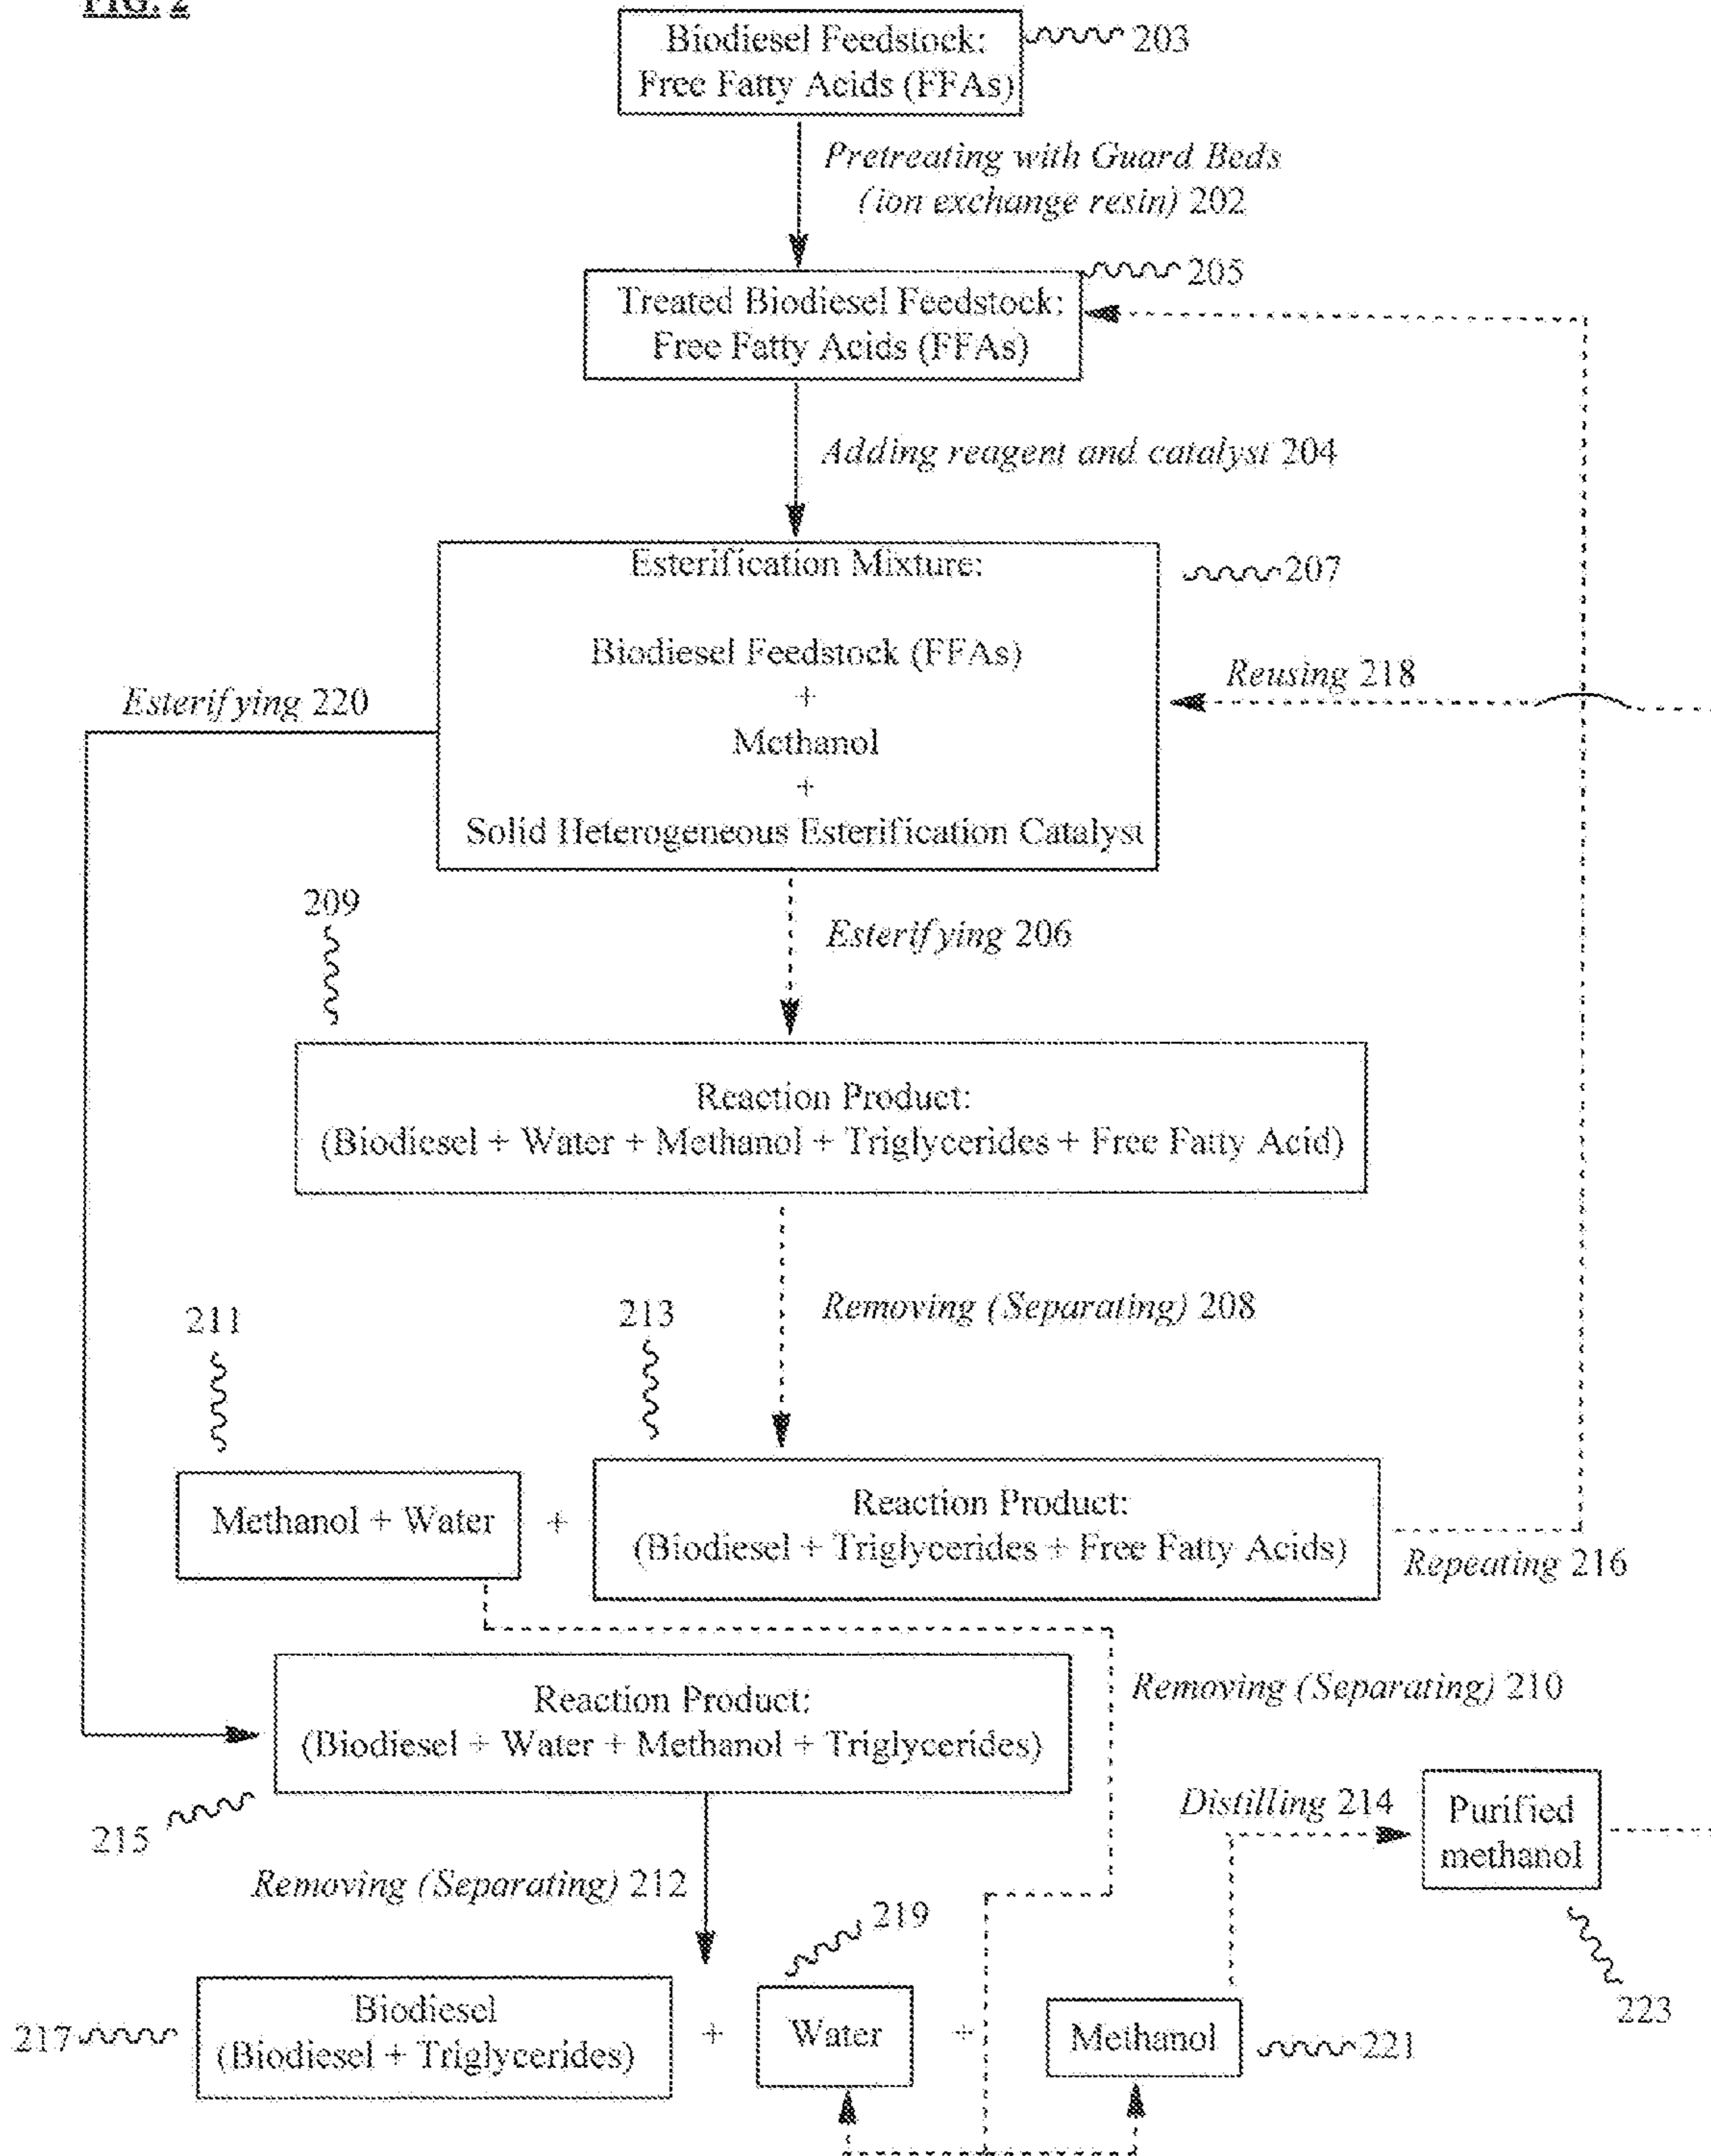 FIG. 2
Biodiesel Feedstock:
Free Fatty Acids (FFAs)
203
Pretreating with Guard Beds
(ion exchange resin) 202
205
Treated Biodiesel Feedstock:
Free Fatty Acids (FFAs)
Adding reagent and catalyst 204
Esterification Mixture:
207
Biodiesel Feedstock (FFAs)
+
Methanol
+
Solid Heterogeneous Esterification Catalyst
Reusing 218
Esterifying 220
209
Esterifying 206
Reaction Product:
(Biodiesel + Water + Methanol + Triglycerides + Free Fatty Acid)
Removing (Separating) 208
211
213
Methanol + Water
+
Reaction Product:
(Biodiesel + Triglycerides + Free Fatty Acids)
Repeating 216
Reaction Product:
(Biodiesel + Water + Methanol + Triglycerides)
Removing (Separating) 210
215
Distilling 214
Purified
methanol
Removing (Separating) 212
219
223
217
Biodiesel
(Biodiesel + Triglycerides)
+
Water
+
Methanol
221